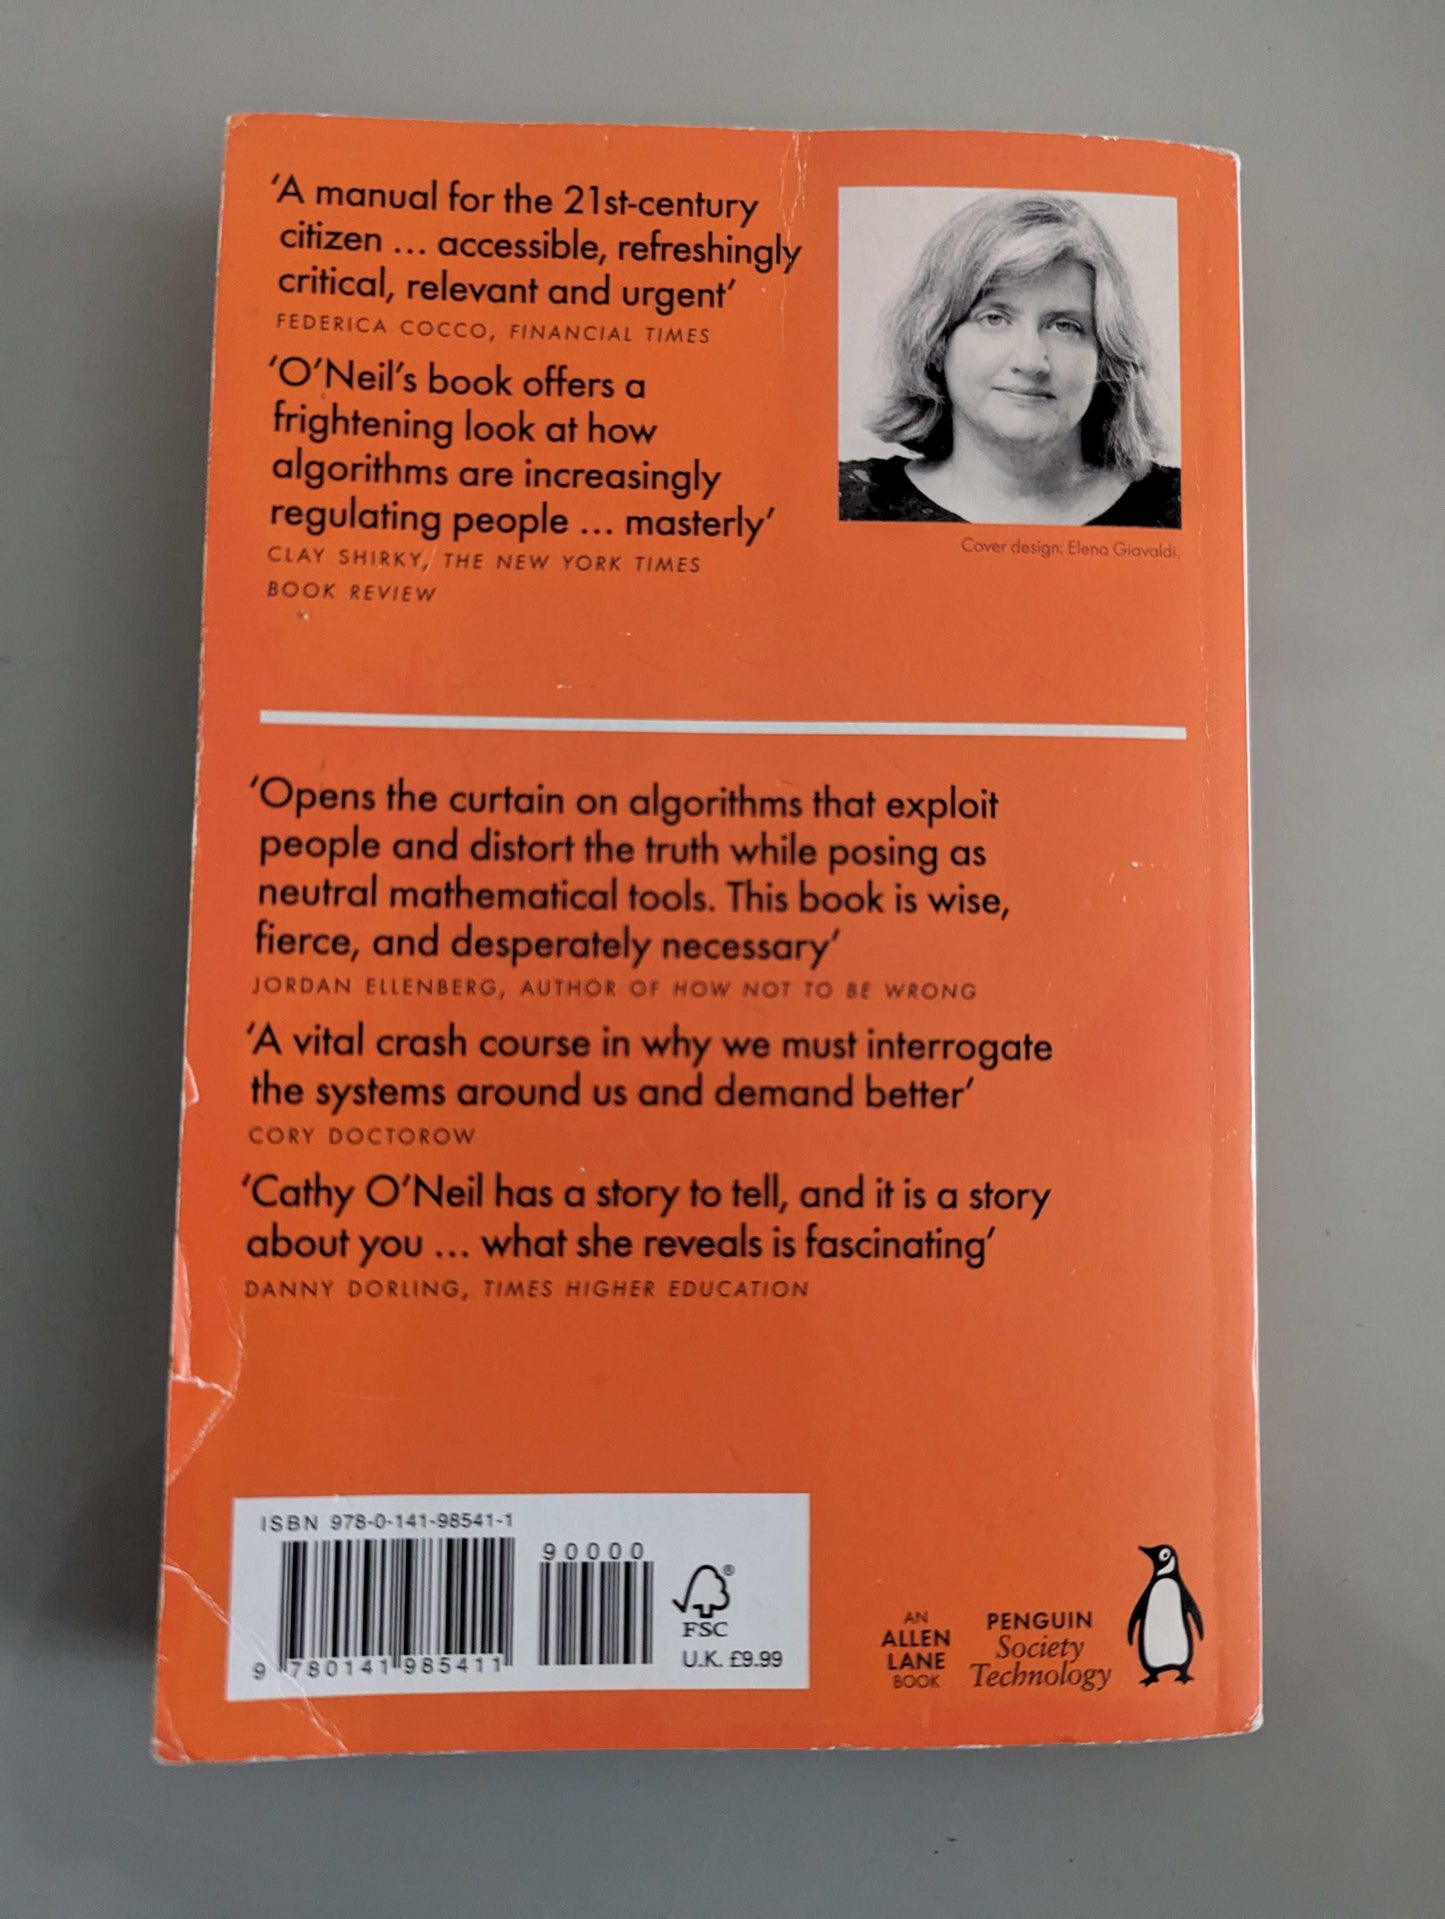 ‘A manual for the 21st-century
citizen ... accessible, refreshingly
critical, relevant and urgent’
FEDERICA COCCO, FINANCIAL TIMES
‘O’Neil’s book offers a
frightening look at how
algorithms are increasingly
regulating people ... masterly’
CLAY SHIRKY, THE NEW YORK TIMES
BOOK REVIEW
Cover design: Elena Giavaldi.
‘Opens the curtain on algorithms that exploit
people and distort the truth while posing as
neutral mathematical tools. This book is wise,
fierce, and desperately necessary’
JORDAN ELLENBERG, AUTHOR OF HOW NOT TO BE WRONG
‘A vital crash course in why we must interrogate
the systems around us and demand better’
CORY DOCTOROW
‘Cathy O’Neil has a story to tell, and it is a story
about you ... what she reveals is fascinating’
DANNY DORLING, TIMES HIGHER EDUCATION
ISBN 978-0-141-98541-1
90000
9 780141 985411
®
FSC
U.K. £9.99
AN
ALLEN
LANE
BOOK
PENGUIN
Society
Technology